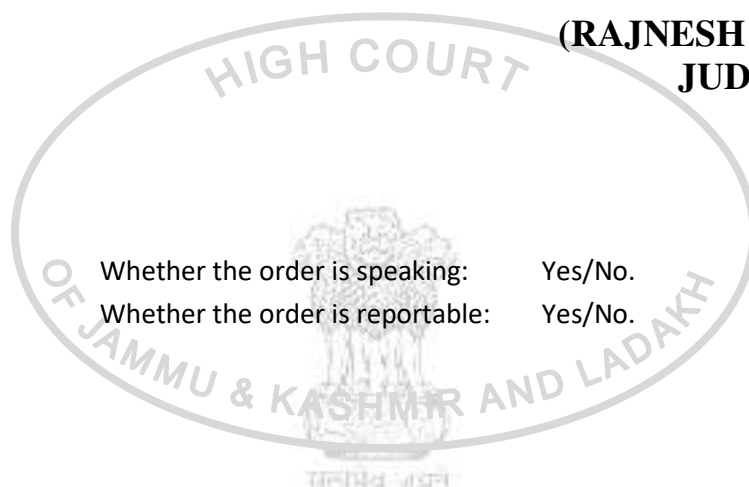 (RAJNESH
JUD
HIGH COURT
Whether the order is speaking: Yes/No.
Whether the order is reportable: Yes/No.
OF JAMMU & KASHMIR AND LADAKH